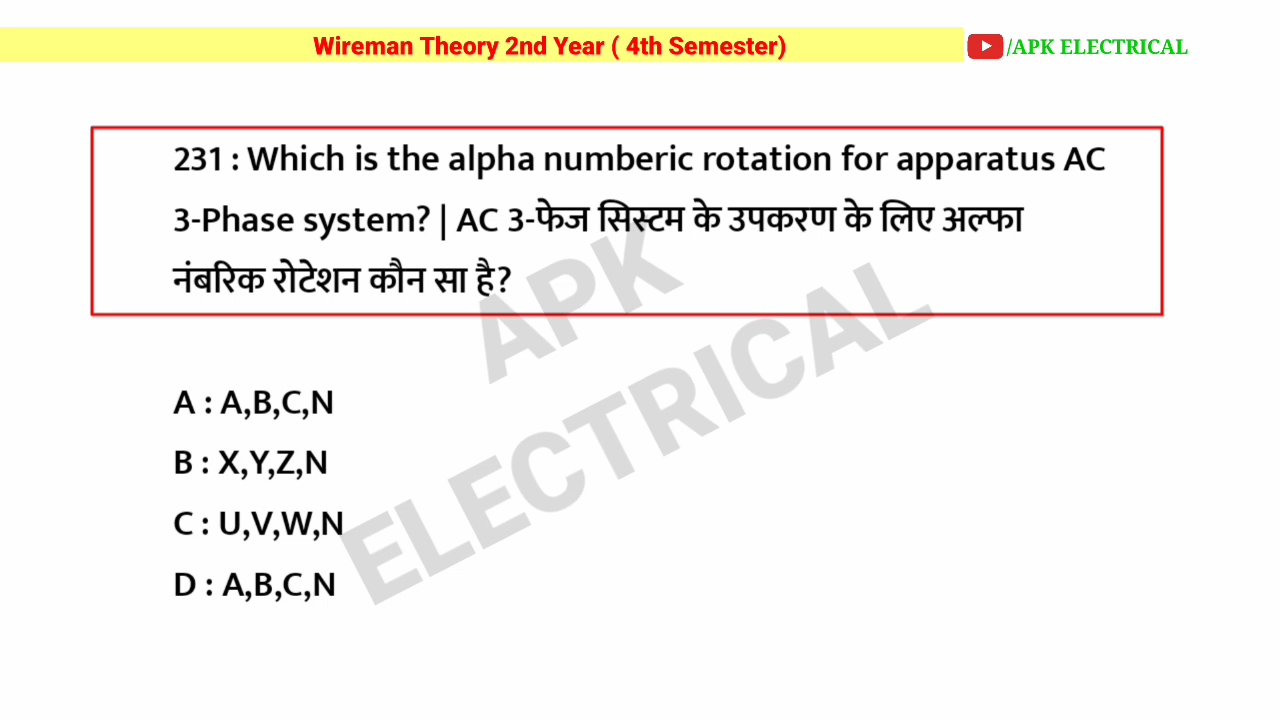 Wireman Theory 2nd Year ( 4th Semester)
/APK ELECTRICAL
231 : Which is the alpha numberic rotation for apparatus AC
3-Phase system? | AC 3-फेज सिस्टम के उपकरण के लिए अल्फा
नंबरिक रोटेशन कौन सा है?
APK
ELECTRICAL
A : A,B,C,N
B : X,Y,Z,N
C : U,V,W,N
D : A,B,C,N